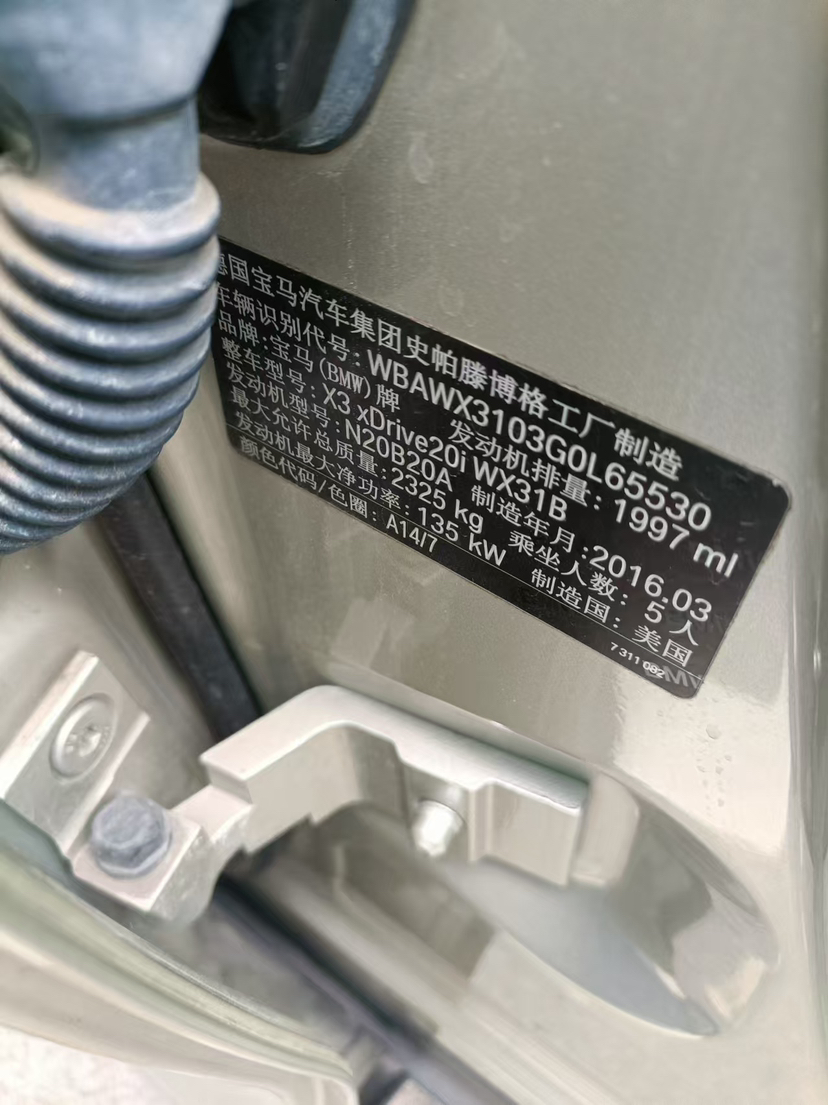 德国宝马汽车集团史帕滕博格工厂制造
车辆识别代号: WBAWX3103G0L65530
品牌:宝马(BMW)牌 发动机排量: 1997 ml
整车型号: X3 xDrive20i WX31B
发动机型号:N20B20A 制造年月:2016.03
最大允许总质量:2325 kg 乘坐人数: 5 人
发动机最大净功率: 135 kW 制造国: 美国
颜色代码/色圈: A14/7
7 311 082